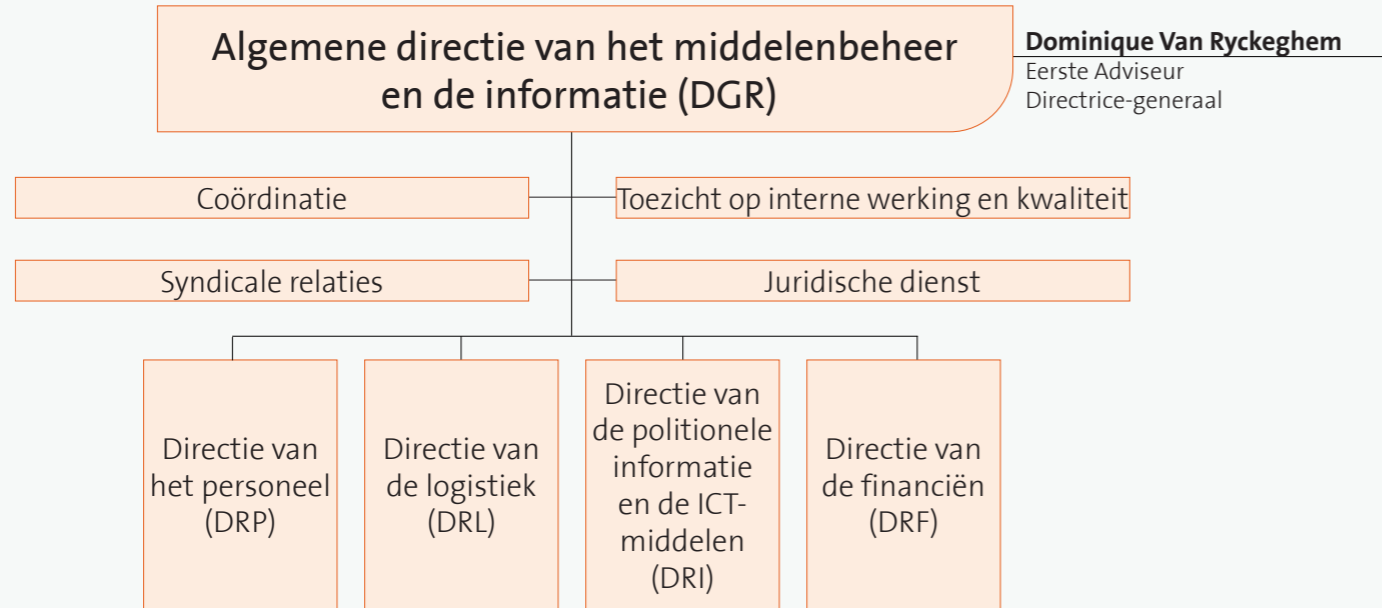 Algemene directie van het middelenbeheer
en de informatie (DGR)
Dominique Van Ryckeghem
Eerste Adviseur
Directrice-generaal
Coördinatie
Toezicht op interne werking en kwaliteit
Syndicale relaties
Juridische dienst
Directie van
het personeel
(DRP)
Directie van
de logistiek
(DRL)
Directie van
de politionele
informatie
en de ICT-
middelen
(DRI)
Directie van
de financiën
(DRF)